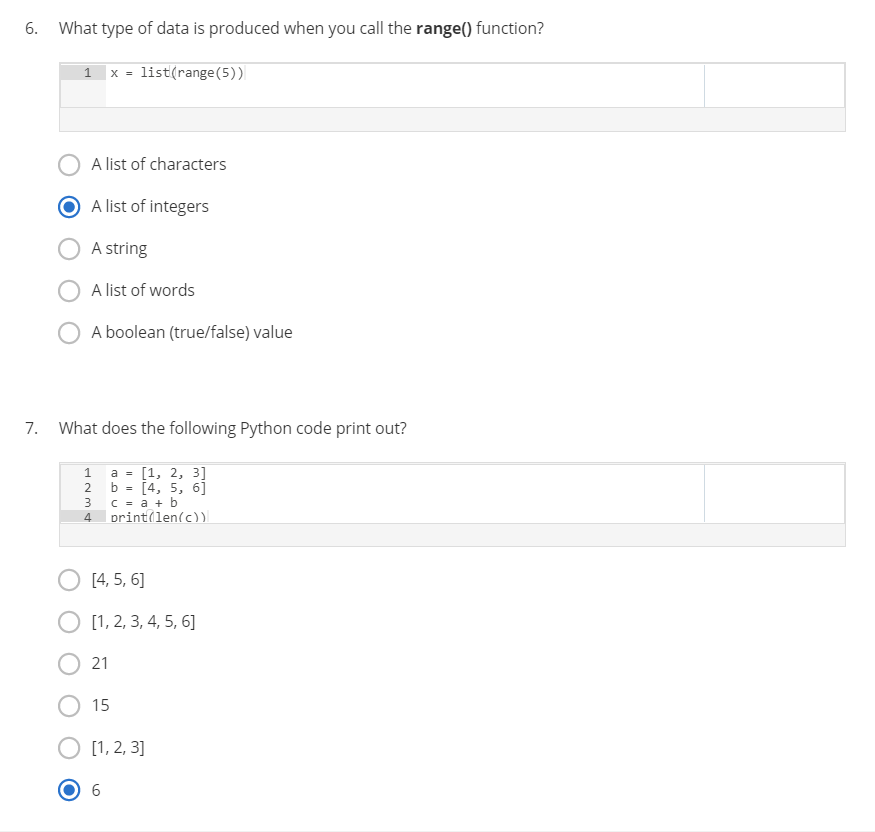 6. What type of data is produced when you call the range() function?
1 x = list(range(5))
A list of characters
A list of integers
A string
A list of words
A boolean (true/false) value
7. What does the following Python code print out?
1 a = [1, 2, 3]
2 b = [4, 5, 6]
3 c = a + b
4 print(len(c))
[4, 5, 6]
[1, 2, 3, 4, 5, 6]
21
15
[1, 2, 3]
6